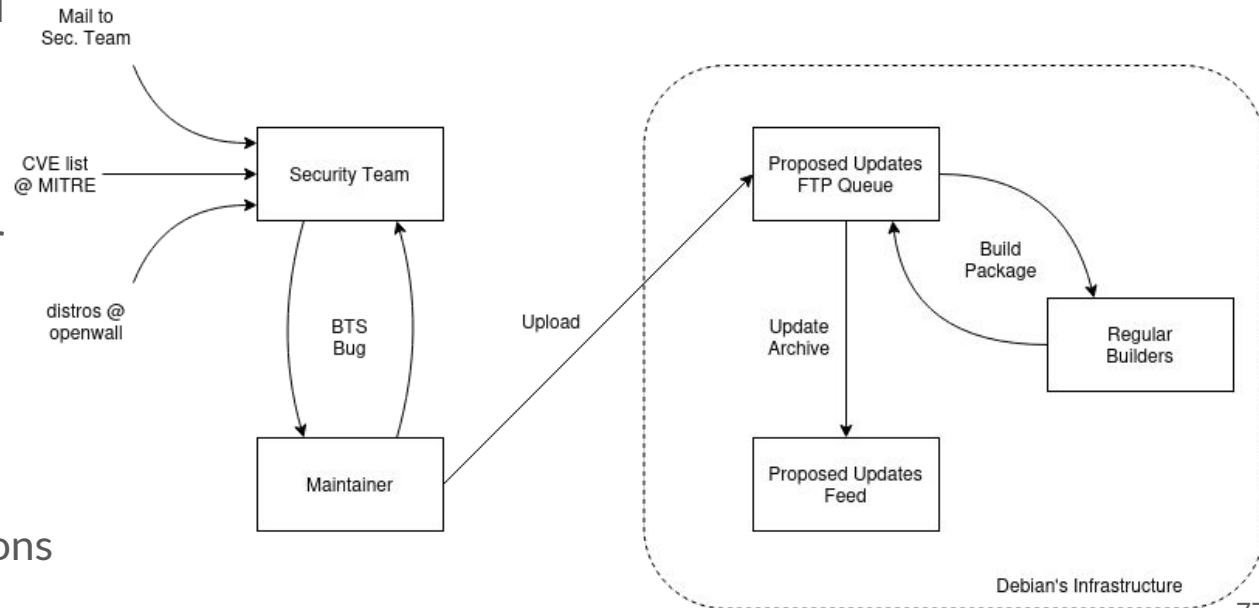 Mail to
Sec. Team
CVE list
@ MITRE
distros @
openwall
Security Team
BTS
Bug
Maintainer
Upload
Proposed Updates
FTP Queue
Build
Package
Update
Archive
Regular
Builders
Proposed Updates
Feed
ons
Debian's Infrastructure